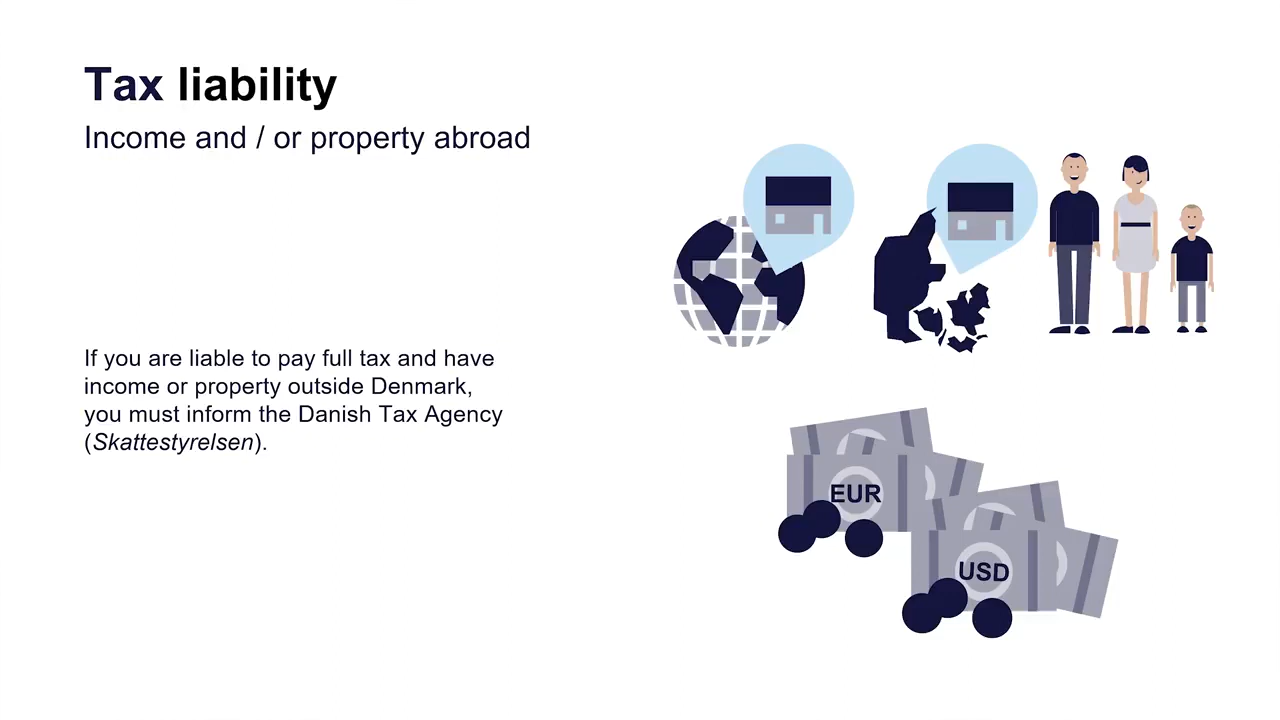 Tax liability
Income and / or property abroad
If you are liable to pay full tax and have
income or property outside Denmark,
you must inform the Danish Tax Agency
(Skattestyrelsen).
EUR
USD